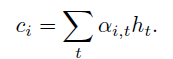 $c_i = \sum_t \alpha_{i,t} h_t.$